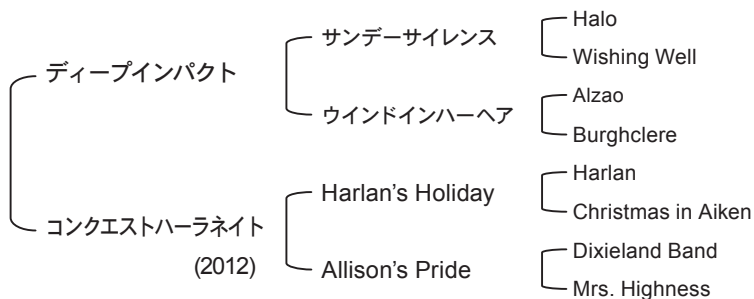 ディープインパクト
サンデーサイレンス
Halo
Wishing Well
ウインドインハーヘア
Alzao
Burghclere
コンクエストハーラネイト
(2012)
Harlan's Holiday
Harlan
Christmas in Aiken
Allison's Pride
Dixieland Band
Mrs. Highness